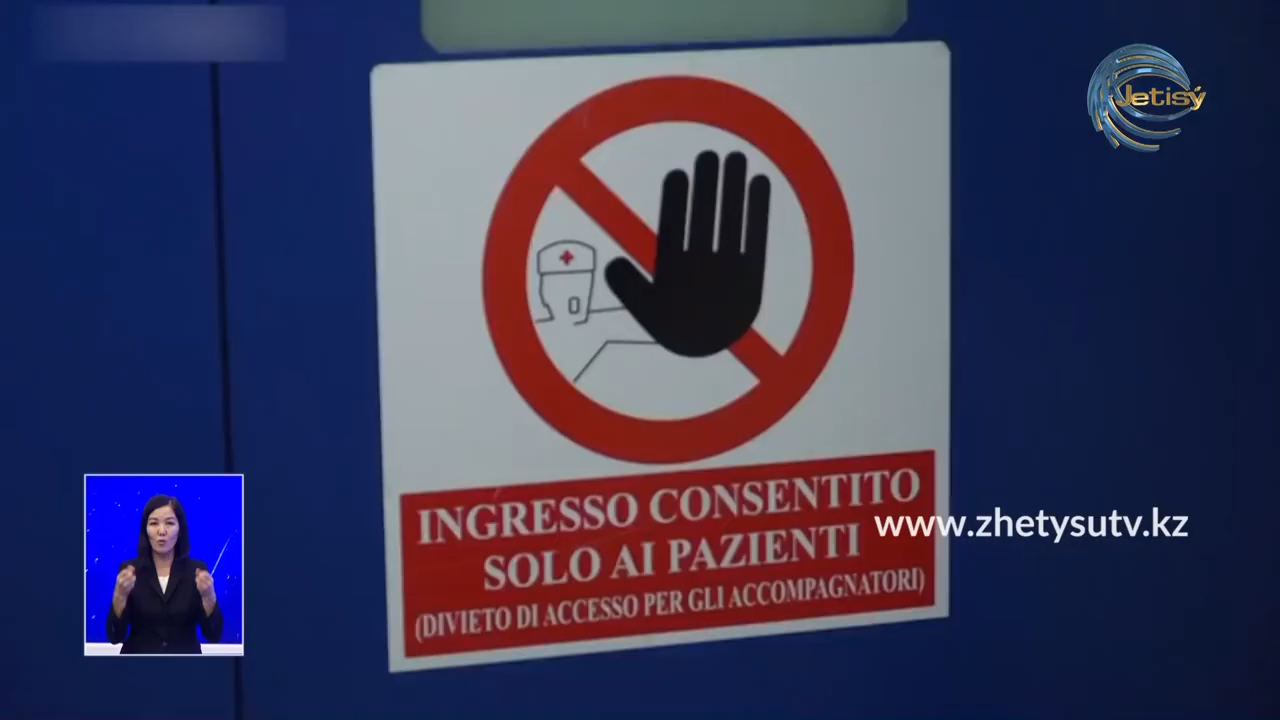 Jetisý
INGRESSO CONSENTITO
SOLO AI PAZIENTI
(DIVIETO DI ACCESSO PER GLI ACCOMPAGNATORI)
www.zhetysutv.kz